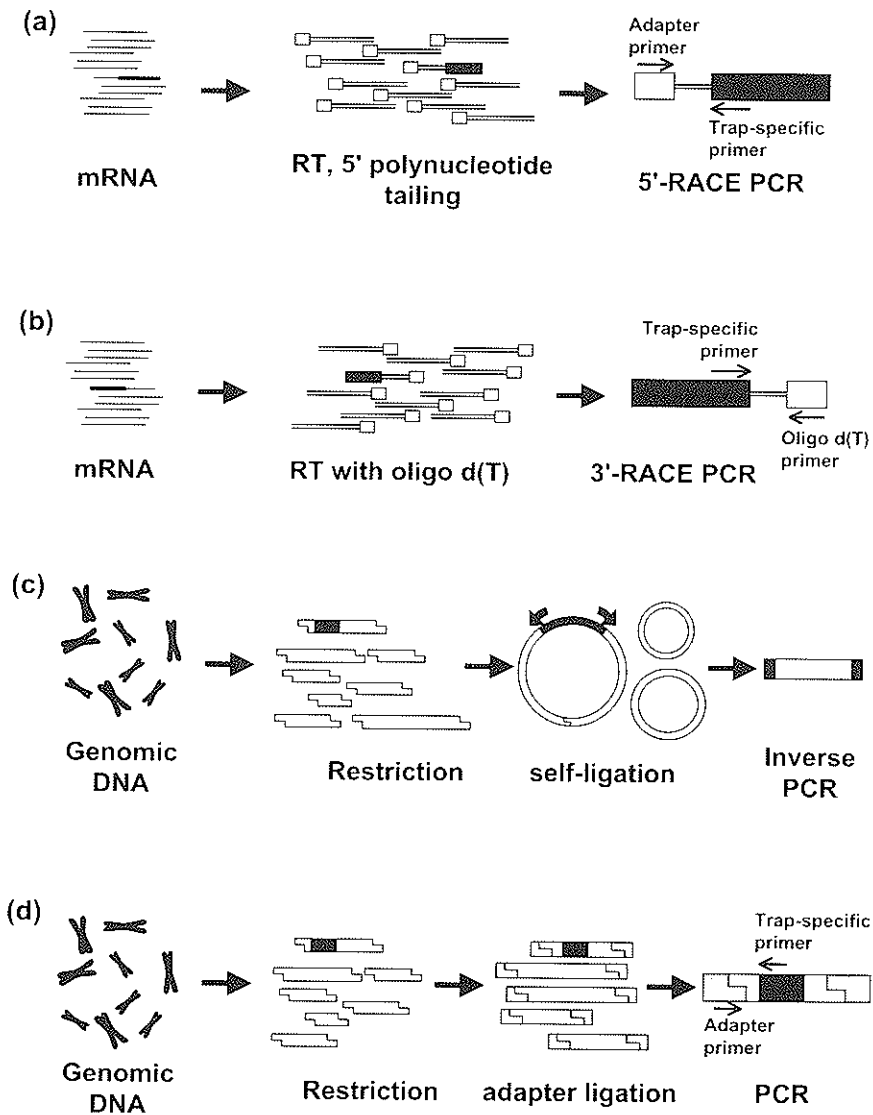 (a)
Adapter
primer
Trap-specific
primer
mRNA
RT, 5' polynucleotide
tailing
5'-RACE PCR
(b)
Trap-specific
primer
Oligo d(T)
primer
mRNA
RT with oligo d(T)
3'-RACE PCR
(c)
Genomic
DNA
Restriction
self-ligation
Inverse
PCR
(d)
Trap-specific
primer
Adapter
primer
Genomic
DNA
Restriction
adapter ligation
PCR